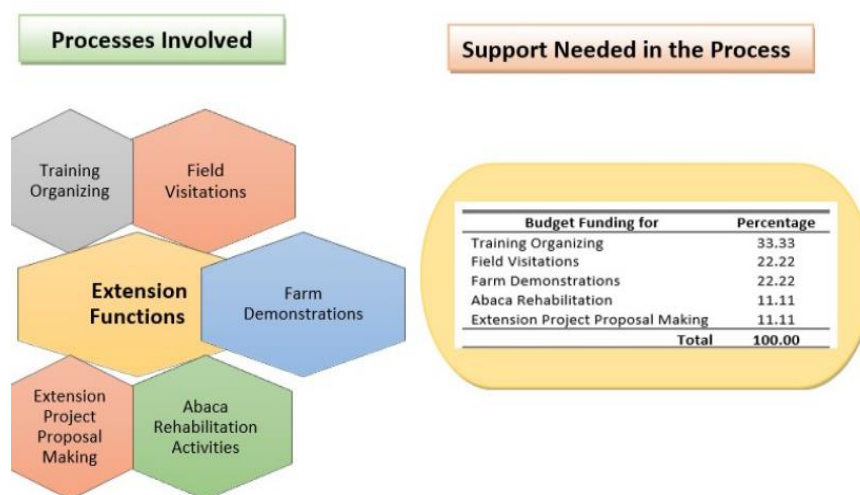 Processes Involved
Support Needed in the Process
Training
Organizing
Field
Visitations
Extension
Functions
Farm
Demonstrations
Extension
Project
Proposal
Making
Abaca
Rehabilitation
Activities
Budget Funding for Percentage
Training Organizing 33.33
Field Visitations 22.22
Farm Demonstrations 22.22
Abaca Rehabilitation 11.11
Extension Project Proposal Making 11.11
Total 100.00